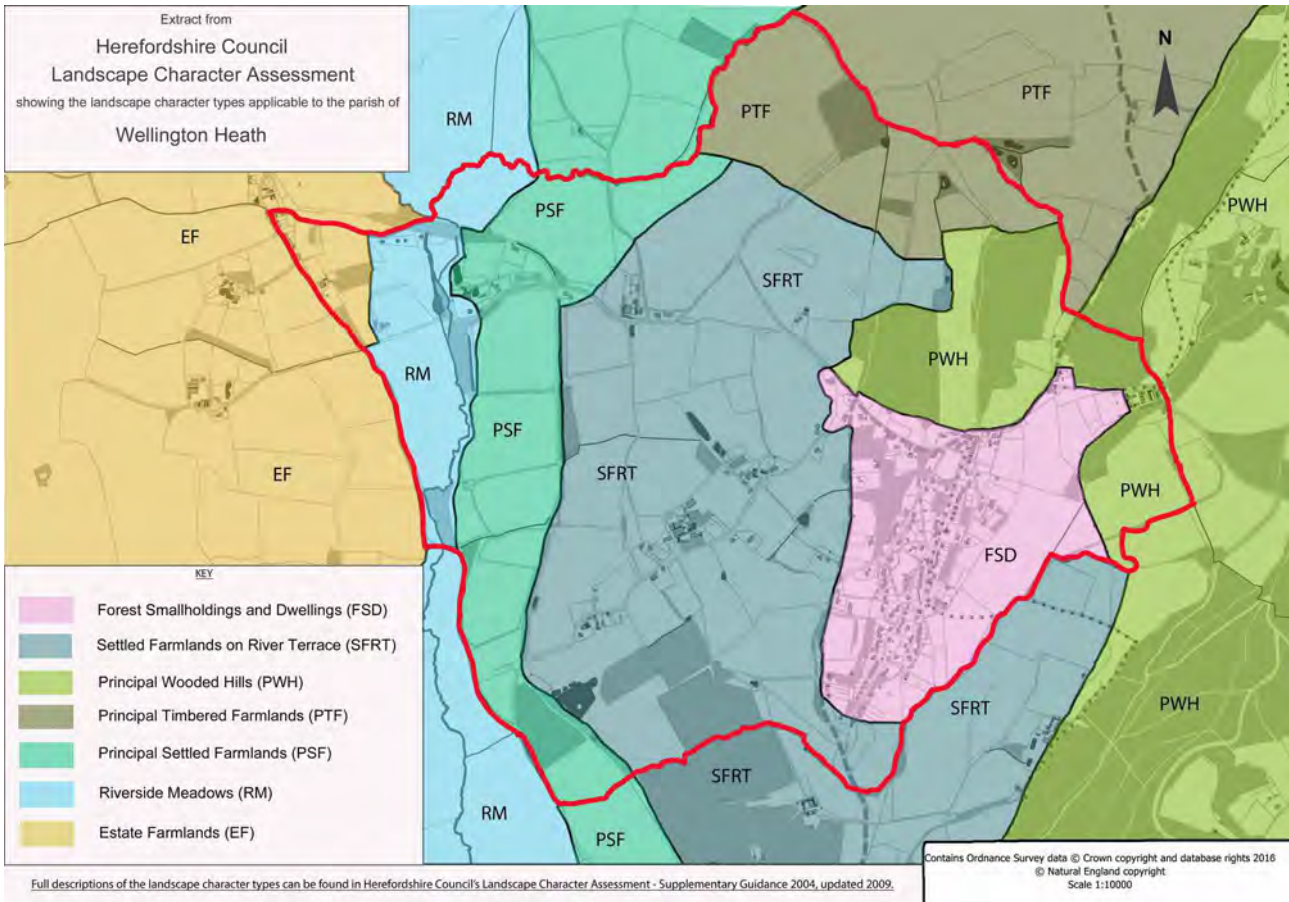 Extract from
Herefordshire Council
Landscape Character Assessment
showing the landscape character types applicable to the parish of
Wellington Heath
N
RM
PTF
PTF
PWH
EF
PSF
SFRT
PWH
RM
PSF
EF
SFRT
PWH
FSD
SFRT
PWH
SFRT
RM
PSF
KEY
Forest Smallholdings and Dwellings (FSD)
Settled Farmlands on River Terrace (SFRT)
Principal Wooded Hills (PWH)
Principal Timbered Farmlands (PTF)
Principal Settled Farmlands (PSF)
Riverside Meadows (RM)
Estate Farmlands (EF)
Full descriptions of the landscape character types can be found in Herefordshire Council's Landscape Character Assessment - Supplementary Guidance 2004, updated 2009.
Contains Ordnance Survey data © Crown copyright and database rights 2016
© Natural England copyright
Scale 1:10000